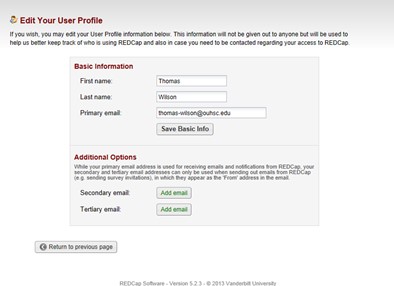 Edit Your User Profile
If you wish, you may edit your User Profile information below. This information will not be given out to anyone but will be used to
help us better keep track of who is using REDCap and also in case you need to be contacted regarding your access to REDCap.
Basic Information
First name: Thomas
Last name: Wilson
Primary email: thomas-wilson@ouhsc.edu
Save Basic Info
Additional Options
While your primary email address is used for receiving emails and notifications from REDCap, your
secondary and tertiary email addresses can only be used when sending out emails from REDCap
(e.g. sending survey invitations), in which they appear as the 'From' address in the email.
Secondary email: Add email
Tertiary email: Add email
Return to previous page
REDCap Software - Version 5.2.3 - © 2013 Vanderbilt University